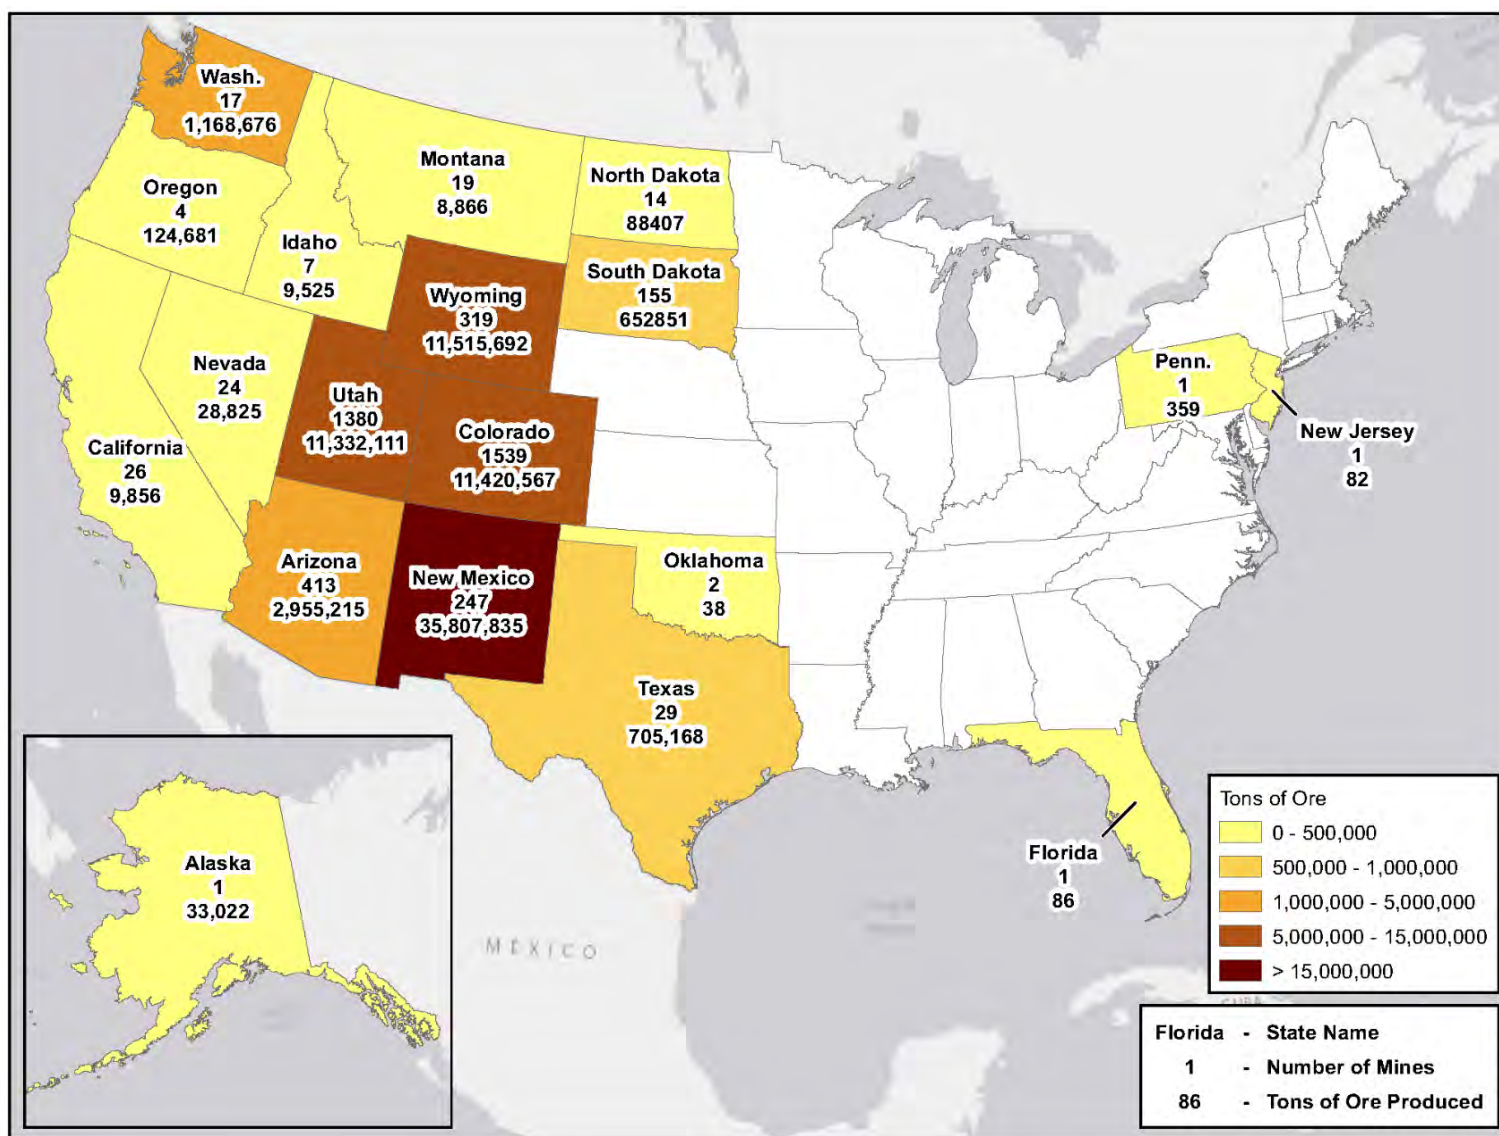 Wash.
17
1,168,676
Oregon
4
124,681
Idaho
7
9,525
Montana
19
8,866
North Dakota
14
88407
South Dakota
155
652851
Wyoming
319
11,515,692
Nevada
24
28,825
Utah
1380
11,332,111
Colorado
1539
11,420,567
California
26
9,856
Arizona
413
2,955,215
New Mexico
247
35,807,835
Oklahoma
2
38
Texas
29
705,168
Penn.
1
359
New Jersey
1
82
Florida
1
86
Alaska
1
33,022
MÉXICO
CUBA
Tons of Ore
0 - 500,000
500,000 - 1,000,000
1,000,000 - 5,000,000
5,000,000 - 15,000,000
> 15,000,000
Florida - State Name
1 - Number of Mines
86 - Tons of Ore Produced